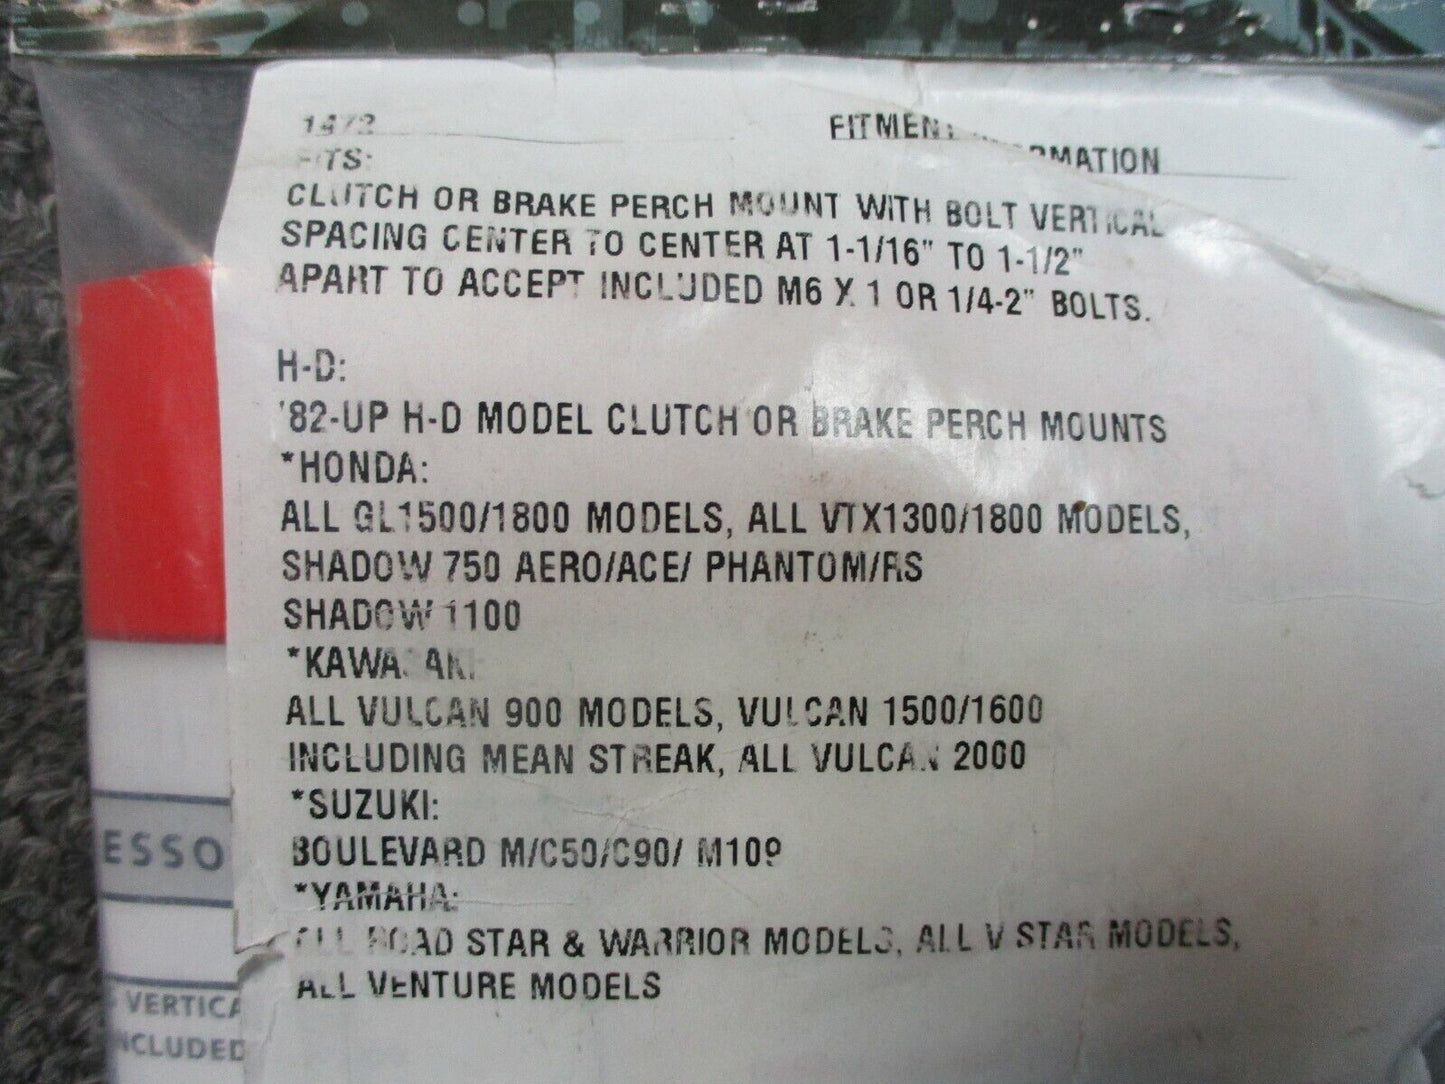 1472 FITMENT INFORMATION
FITS:
CLUTCH OR BRAKE PERCH MOUNT WITH BOLT VERTICAL
SPACING CENTER TO CENTER AT 1-1/16" TO 1-1/2"
APART TO ACCEPT INCLUDED M6 X 1 OR 1/4-2" BOLTS.
H-D:
'82-UP H-D MODEL CLUTCH OR BRAKE PERCH MOUNTS
*HONDA:
ALL GL1500/1800 MODELS, ALL VTX1300/1800 MODELS,
SHADOW 750 AERO/ACE/ PHANTOM/RS
SHADOW 1100
*KAWASAKI:
ALL VULCAN 900 MODELS, VULCAN 1500/1600
INCLUDING MEAN STREAK, ALL VULCAN 2000
*SUZUKI:
BOULEVARD M/C50/C90/ M109
*YAMAHA:
ALL ROAD STAR & WARRIOR MODELS, ALL V STAR MODELS,
ALL VENTURE MODELS
ESSO
S VERTICA
NCLUDED